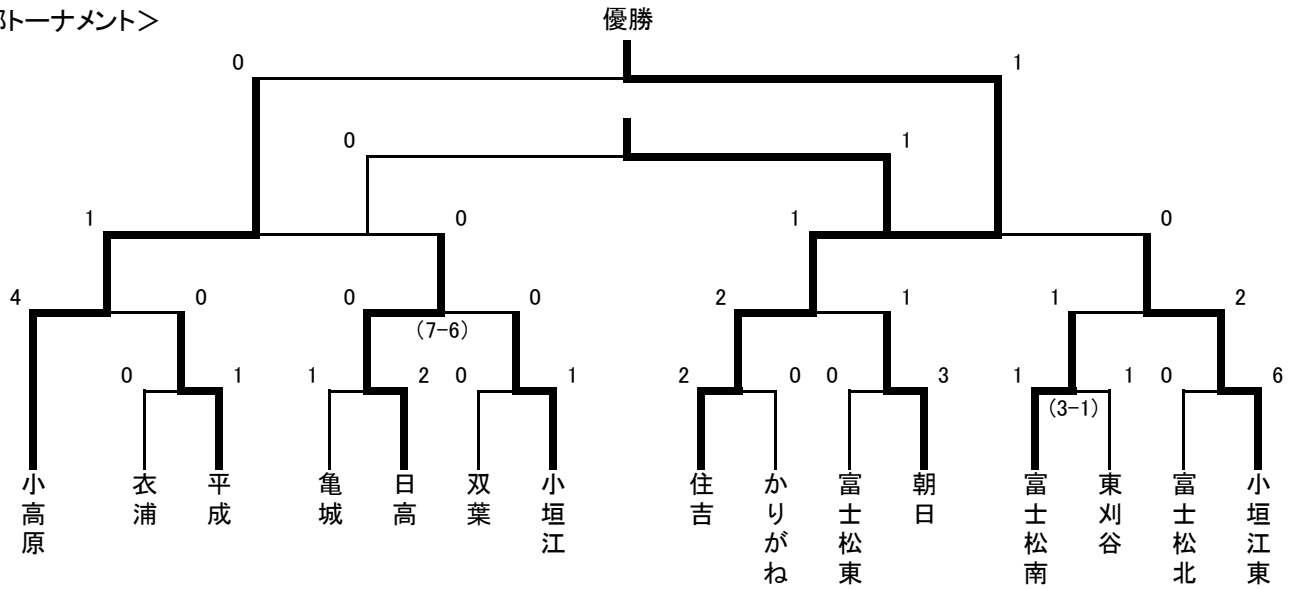 部トーナメント＞
優勝
0 1
0 1
1 0 1 0
4 0 0 0 2 1 1 2
(7-6)
0 1 1 2 0 1 2 0 0 3 1 1 0 6
(3-1)
小高原
衣浦
平成
亀城
日高
双葉
小垣江
住吉
かりがね
富士松東
朝日
富士松南
東刈谷
富士松北
小垣江東